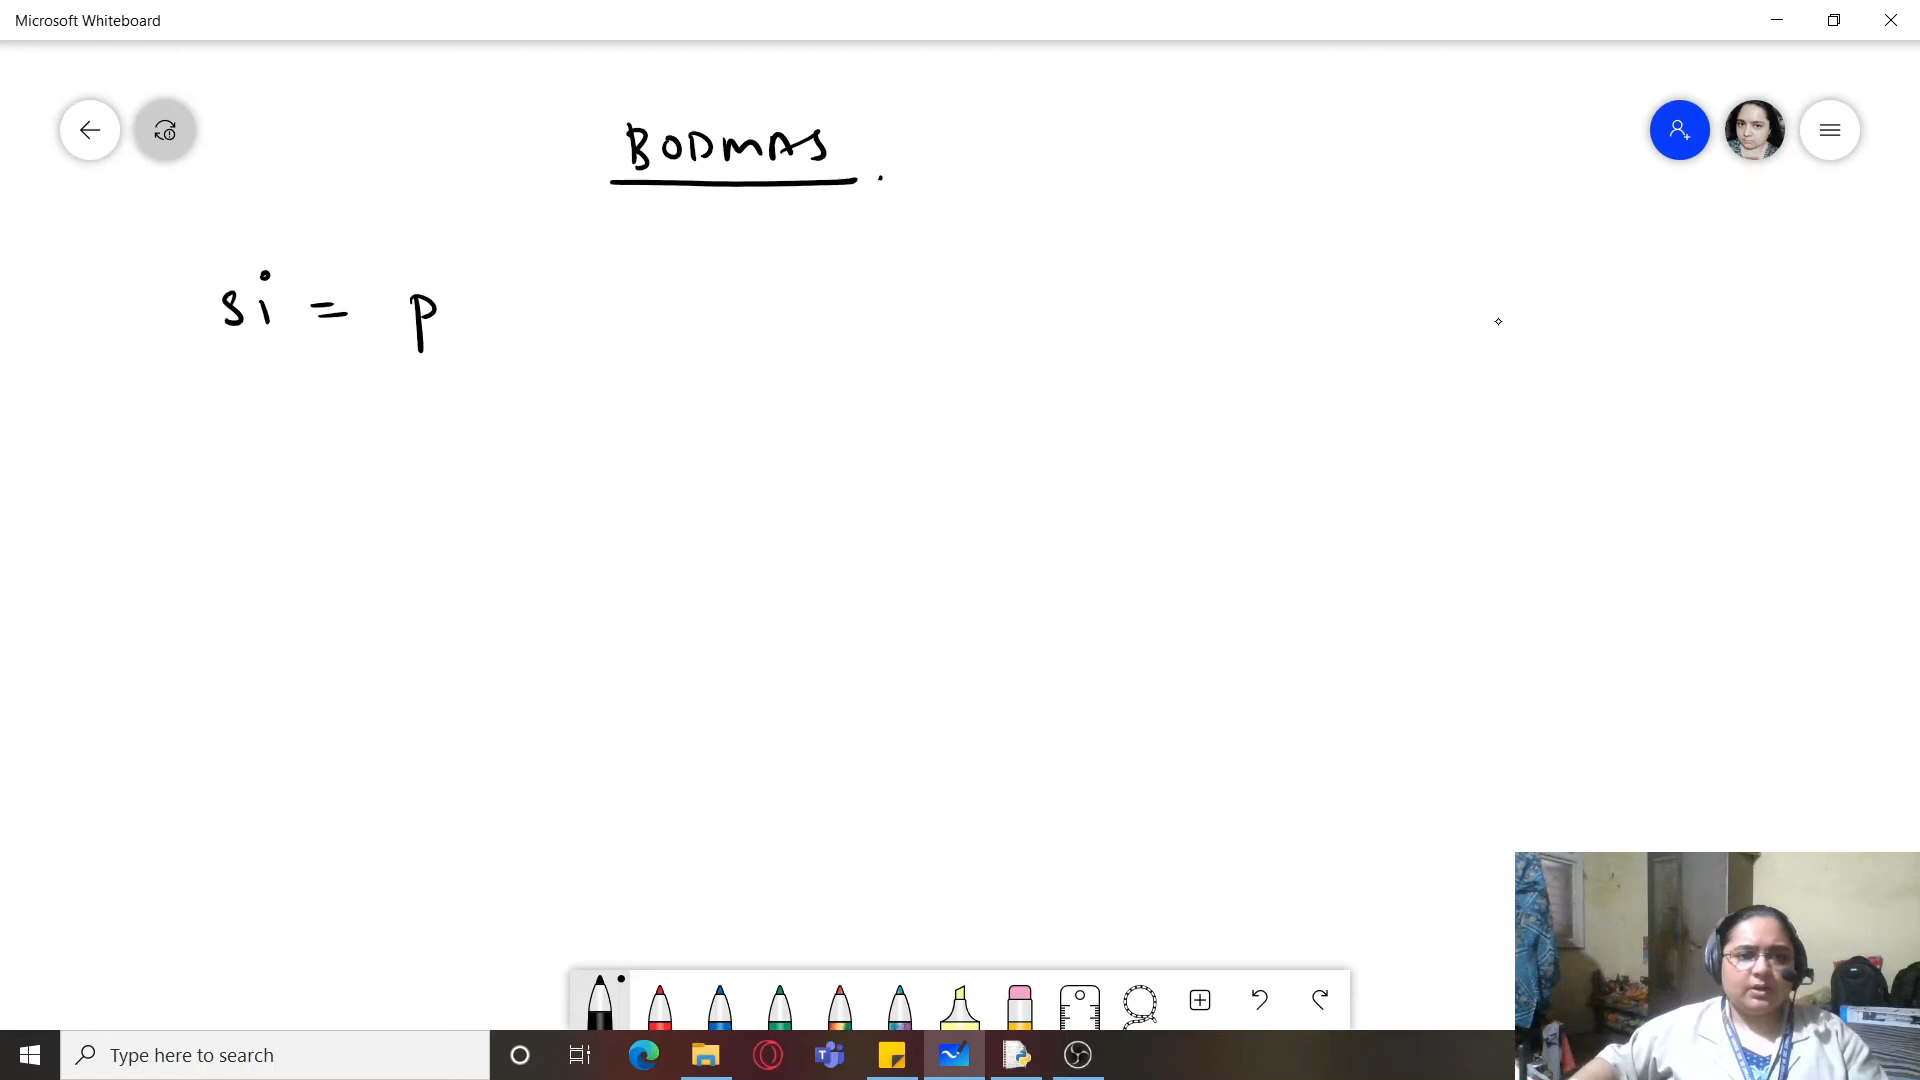 Microsoft Whiteboard
BODMAS .
si = p
Type here to search